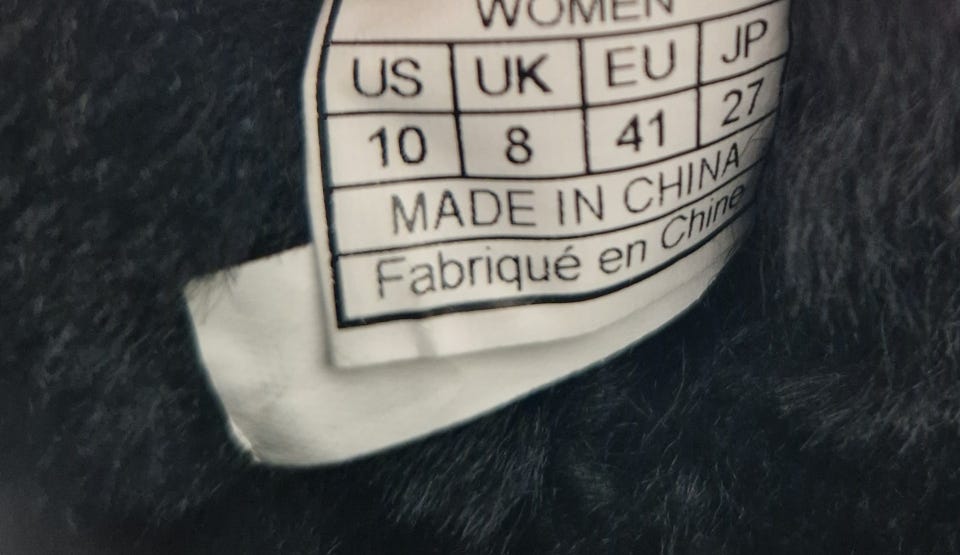 WOMEN
US UK EU JP
10 8 41 27
MADE IN CHINA
Fabriqué en Chine